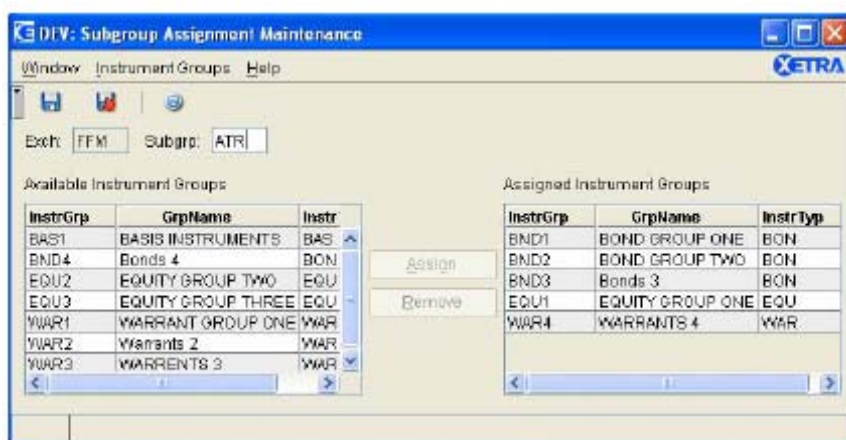 DEV: Subgroup Assignment Maintenance
Window Instrument Groups Help
XETRA
Exch: FFM Subgrp: ATR
Available Instrument Groups
InstrGrp GrpName Instr
BAS1 BASIS INSTRUMENTS BAS
BND4 Bonds 4 BON
EQU2 EQUITY GROUP TWO EQU
EQU3 EQUITY GROUP THREE EQU
WAR1 WARRANT GROUP ONE WAR
WAR2 Warrants 2 WAR
WAR3 WARRENTS 3 WAR
Assign
Remove
Assigned Instrument Groups
InstrGrp GrpName InstrTyp
BND1 BOND GROUP ONE BON
BND2 BOND GROUP TWO BON
BND3 Bonds 3 BON
EQU1 EQUITY GROUP ONE EQU
WAR4 WARRANTS 4 WAR